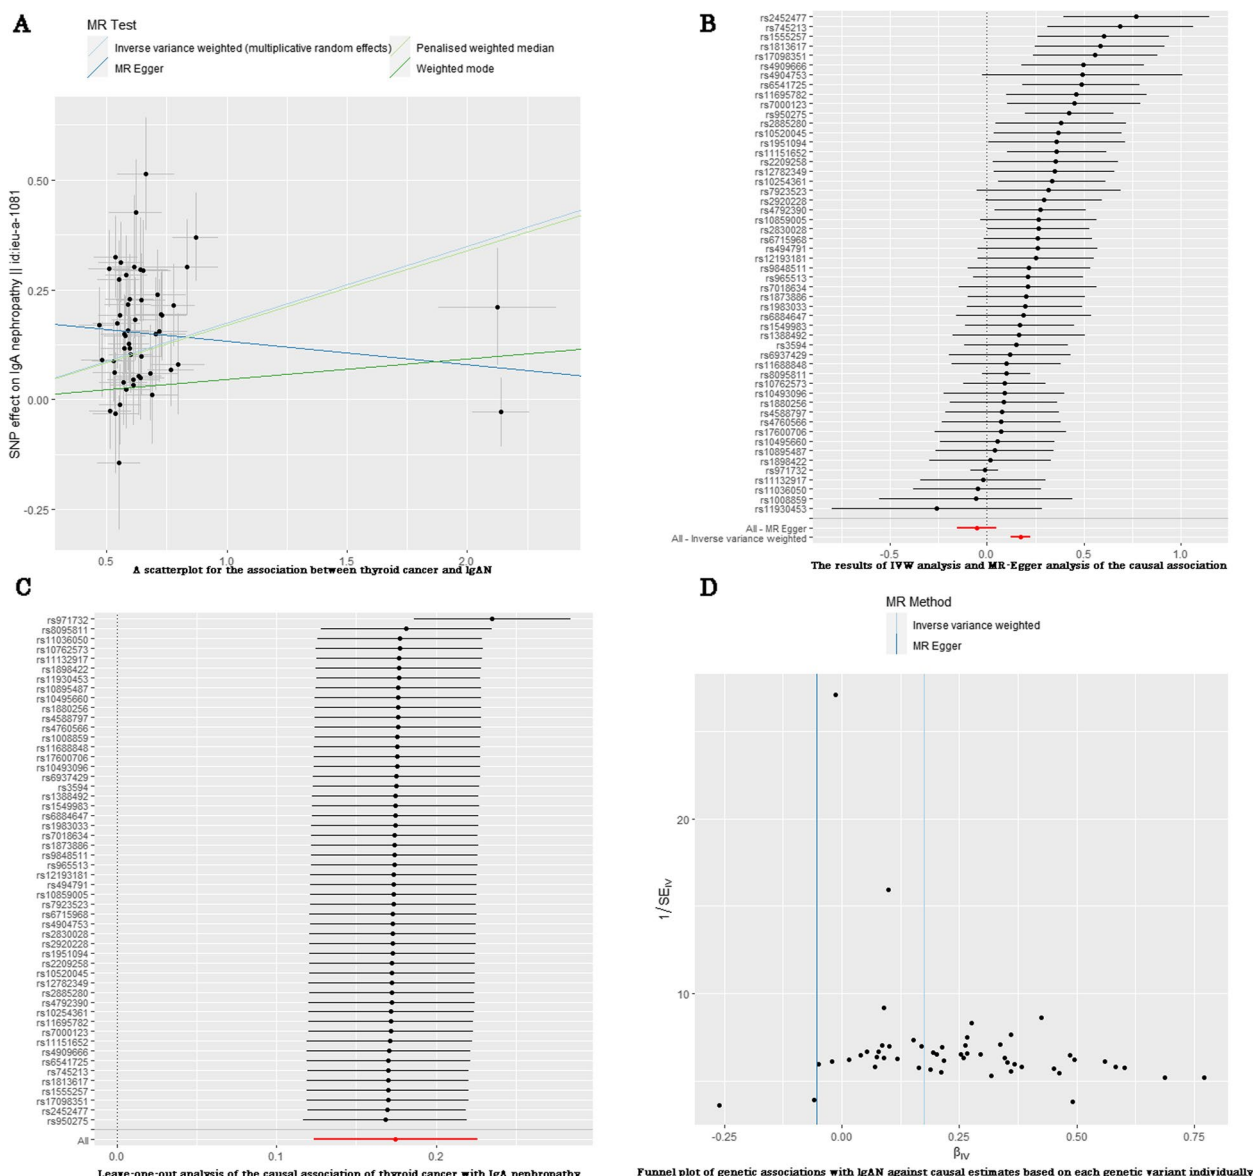 A
MR Test
Inverse variance weighted (multiplicative random effects)
MR Egger
Penalised weighted median
Weighted mode
SNP effect on IgA nephropathy || id:ieu-a-1081
0.50
0.25
0.00
-0.25
0.5
1.0
1.5
2.0
A scatterplot for the association between thyroid cancer and IgAN
B
rs2452477
rs745213
rs1555257
rs1813617
rs17098351
rs4909666
rs4904753
rs6541725
rs11695782
rs7000123
rs950275
rs2885280
rs10520045
rs1951094
rs11151652
rs2209258
rs12782349
rs10254361
rs7923523
rs2920228
rs4792390
rs10859005
rs2830028
rs6715968
rs494791
rs12193181
rs9848511
rs965513
rs7018634
rs1873886
rs1983033
rs6884647
rs1549983
rs1388492
rs3594
rs6937429
rs11688848
rs8095811
rs10762573
rs10493096
rs1880256
rs4588797
rs4760566
rs17600706
rs10495660
rs10895487
rs1898422
rs971732
rs11132917
rs11036050
rs1008859
rs11930453
All - MR Egger
All - Inverse variance weighted
-0.5
0.0
0.5
1.0
The results of IVW analysis and MR-Egger analysis of the causal association
C
rs971732
rs8095811
rs11036050
rs10762573
rs11132917
rs1898422
rs11930453
rs10895487
rs10495660
rs1880256
rs4588797
rs4760566
rs1008859
rs11688848
rs17600706
rs10493096
rs6937429
rs3594
rs1388492
rs1549983
rs6884647
rs1983033
rs7018634
rs1873886
rs9848511
rs965513
rs12193181
rs494791
rs10859005
rs7923523
rs6715968
rs4904753
rs2830028
rs2920228
rs1951094
rs2209258
rs10520045
rs12782349
rs2885280
rs4792390
rs10254361
rs11695782
rs7000123
rs11151652
rs4909666
rs6541725
rs745213
rs1813617
rs1555257
rs17098351
rs2452477
rs950275
All
0.0
0.1
0.2
Leave-one-out analysis of the causal association of thyroid cancer with IgA nephropathy
D
MR Method
Inverse variance weighted
MR Egger
1/SE_IV
20
10
-0.25
0.00
0.25
0.50
0.75
β_IV
Funnel plot of genetic associations with IgAN against causal estimates based on each genetic variant individually